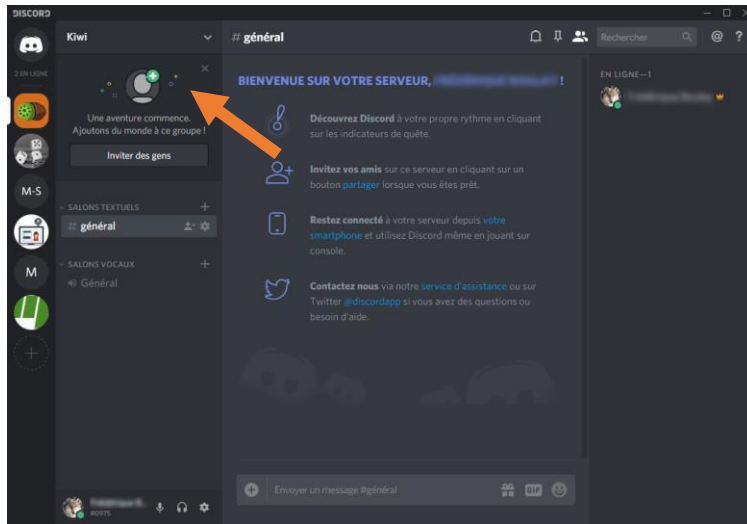 DISCORD
Kiwi
# général
Rechercher
@
?
2 EN LIGNE
Une aventure commence.
Ajoutons du monde à ce groupe !
Inviter des gens
M-S
SALONS TEXTUELS
# général
SALONS VOCAUX
Général
M
BIENVENUE SUR VOTRE SERVEUR, !
Découvrez Discord à votre propre rythme en cliquant
sur les indicateurs de quête.
Invitez vos amis sur ce serveur en cliquant sur un
bouton partager lorsque vous êtes prêt.
Restez connecté à votre serveur depuis votre
smartphone et utilisez Discord même en jouant sur
console.
Contactez nous via notre service d'assistance ou sur
Twitter @discordapp si vous avez des questions ou
besoin d'aide.
EN LIGNE—1
#0975
Envoyer un message #général
GIF